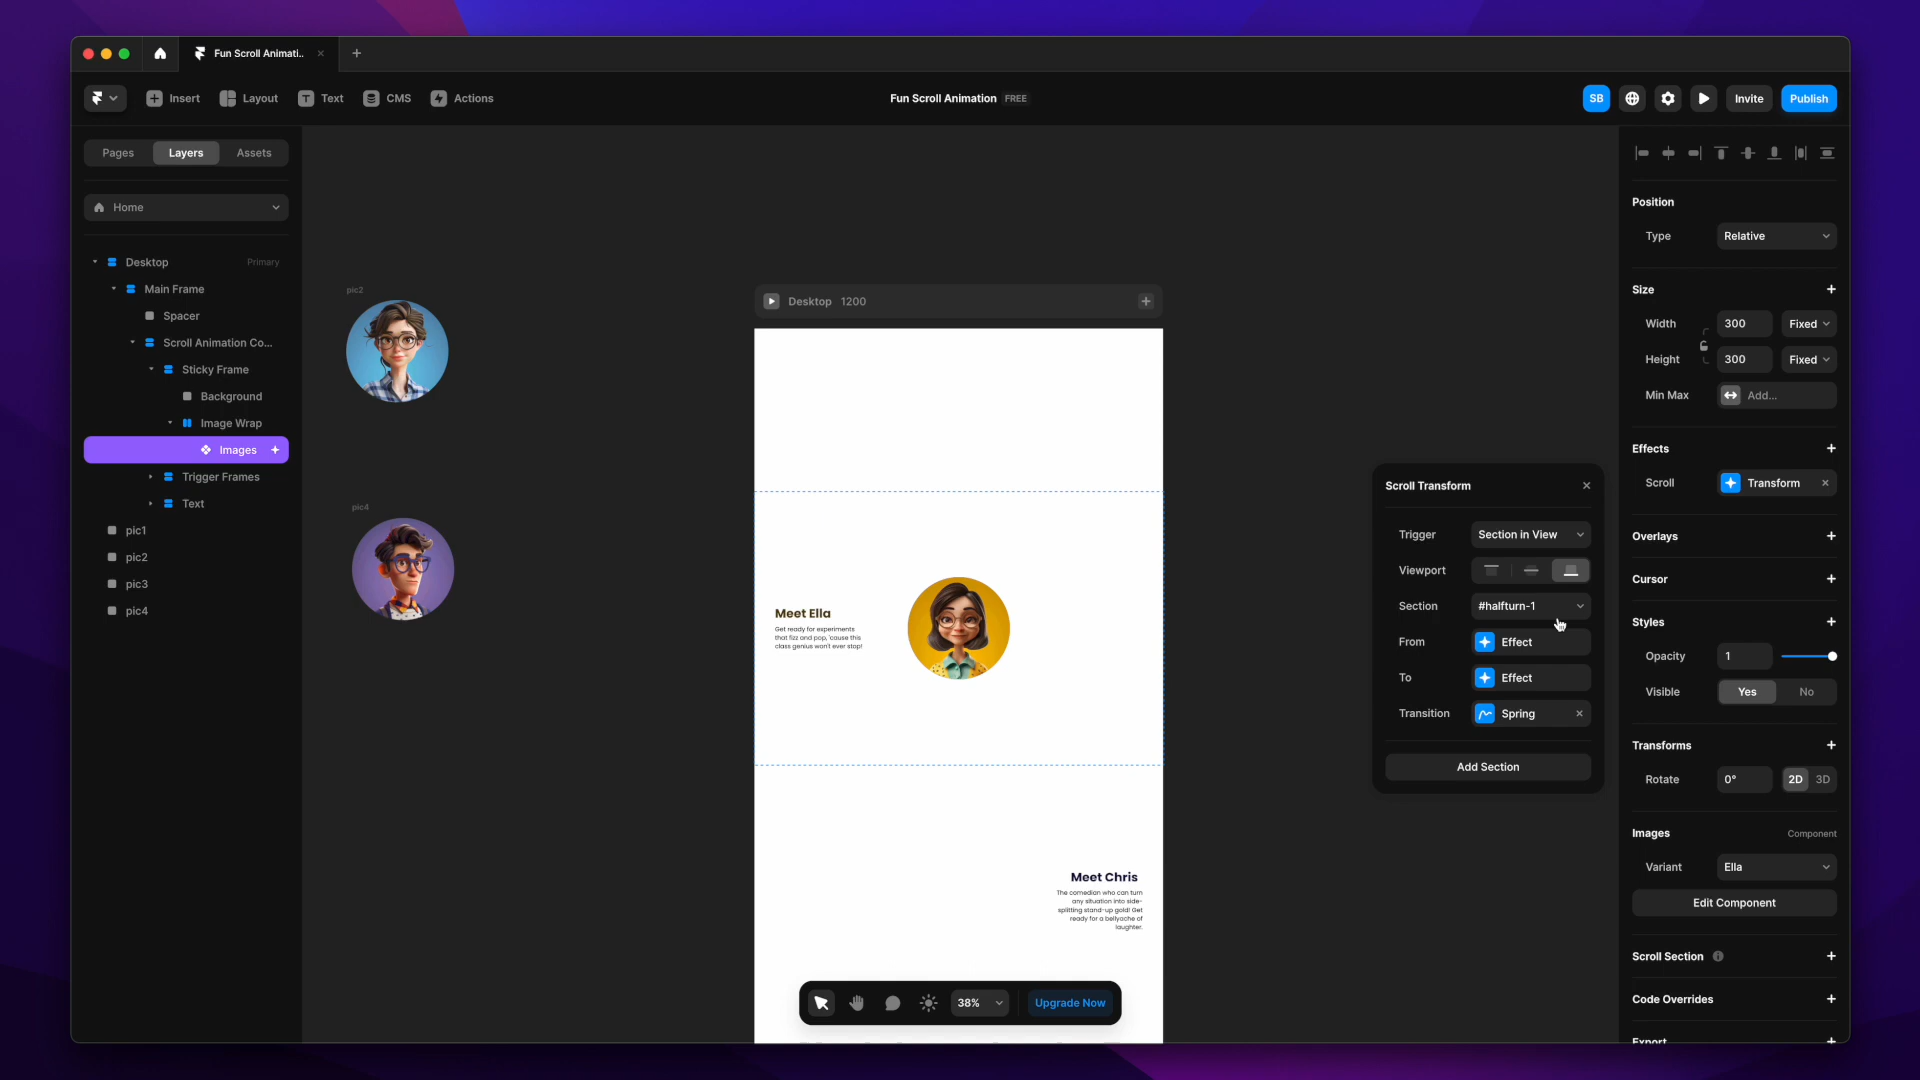 Fun Scroll Animati..
Insert
Layout
Text
CMS
Actions
Fun Scroll Animation FREE
SB
Invite
Publish
Pages
Layers
Assets
Home
Desktop Primary
Main Frame
Spacer
Scroll Animation Co...
Sticky Frame
Background
Image Wrap
Images
Trigger Frames
Text
pic1
pic2
pic3
pic4
pic2
pic4
Desktop 1200
Meet Ella
Get ready for experiments
that fizz and pop, 'cause this
class genius won't ever stop!
Meet Chris
The comedian who can turn
any situation into side-
splitting stand-up gold! Get
ready for a bellyache of
laughter.
38%
Upgrade Now
Scroll Transform
Trigger Section in View
Viewport
Section #halfturn-1
From Effect
To Effect
Transition Spring
Add Section
Position
Type Relative
Size
Width 300 Fixed
Height 300 Fixed
Min Max Add...
Effects
Scroll Transform
Overlays
Cursor
Styles
Opacity 1
Visible Yes No
Transforms
Rotate 0° 2D 3D
Images Component
Variant Ella
Edit Component
Scroll Section
Code Overrides
Export